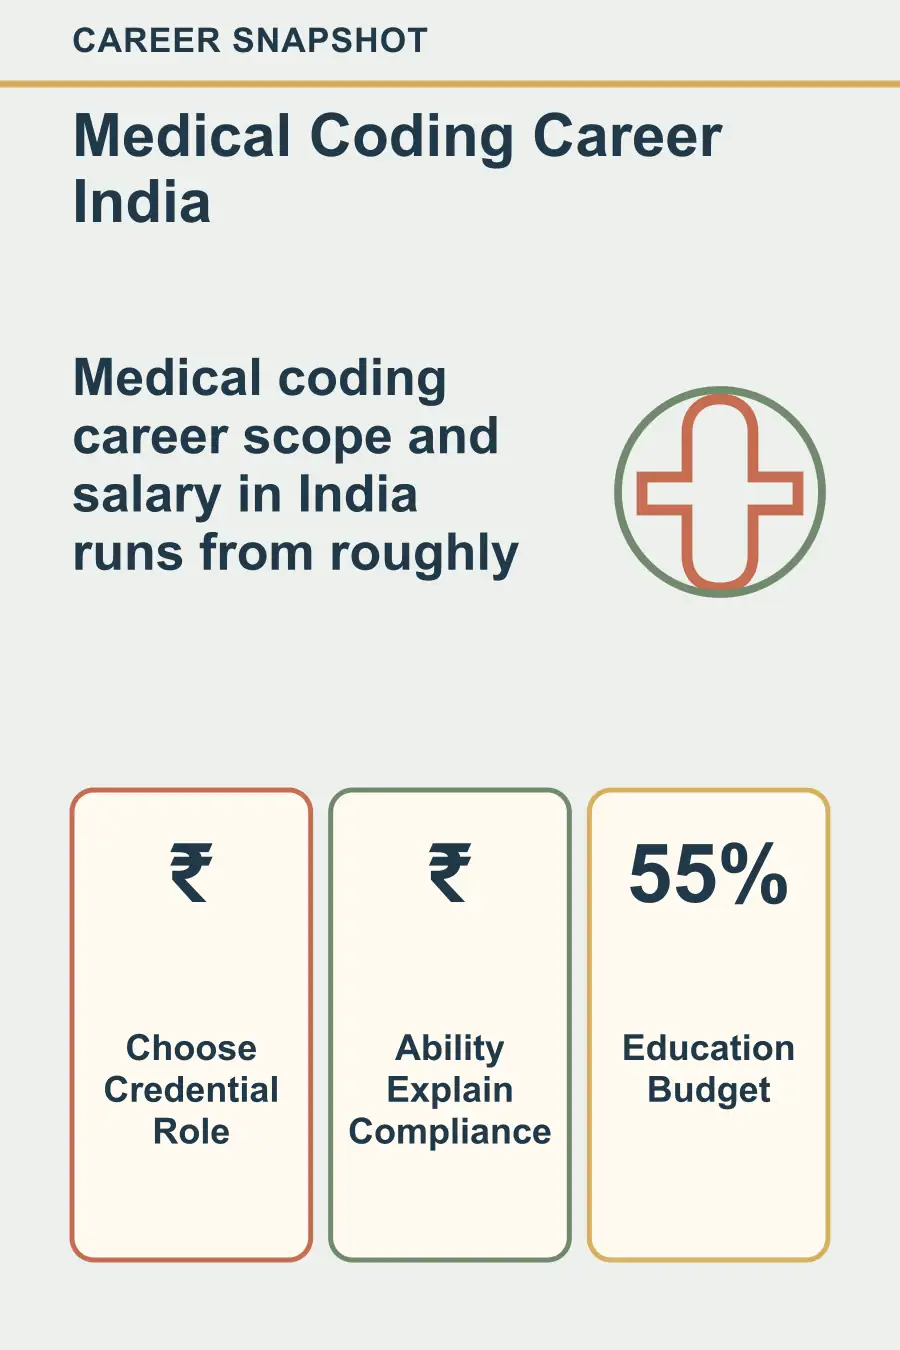 CAREER SNAPSHOT
Medical Coding Career
India
Medical coding
career scope and
salary in India
runs from roughly
₹
Choose
Credential
Role
₹
Ability
Explain
Compliance
55%
Education
Budget